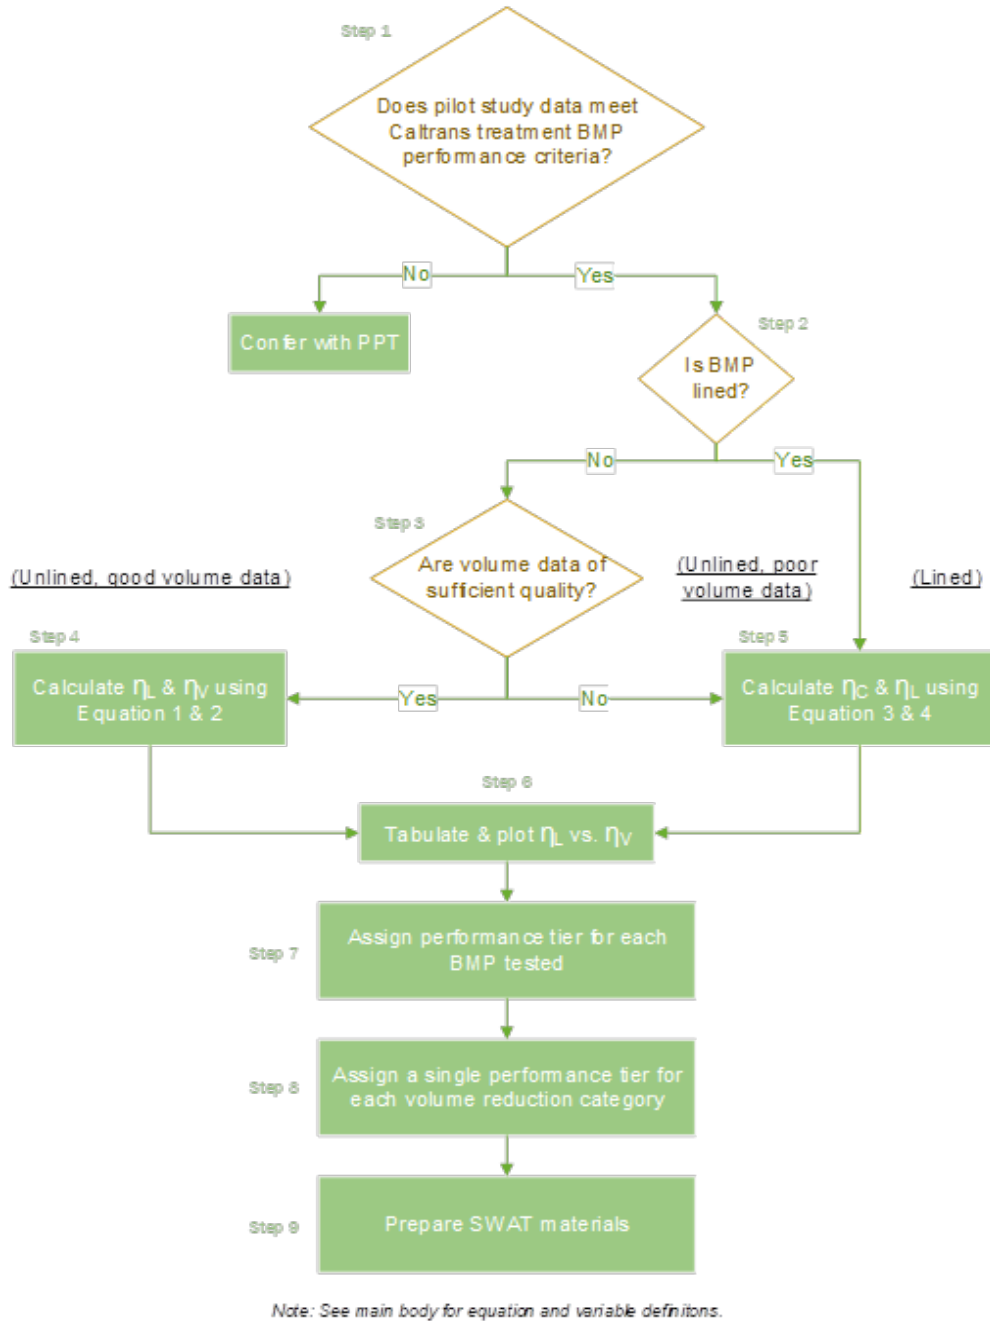 Step 1
Does pilot study data meet
Caltrans treatment BMP
performance criteria?
No
Yes
Confer with PPT
Step 2
Is BMP
lined?
No
Yes
Step 3
Are volume data of
sufficient quality?
(Unlined, good volume data)
(Unlined, poor
volume data)
(Lined)
Step 4
Calculate ηL & ηV using
Equation 1 & 2
Yes
No
Step 5
Calculate ηC & ηL using
Equation 3 & 4
Step 6
Tabulate & plot ηL vs. ηV
Step 7
Assign performance tier for each
BMP tested
Step 8
Assign a single performance tier for
each volume reduction category
Step 9
Prepare SWAT materials
Note: See main body for equation and variable definitons.